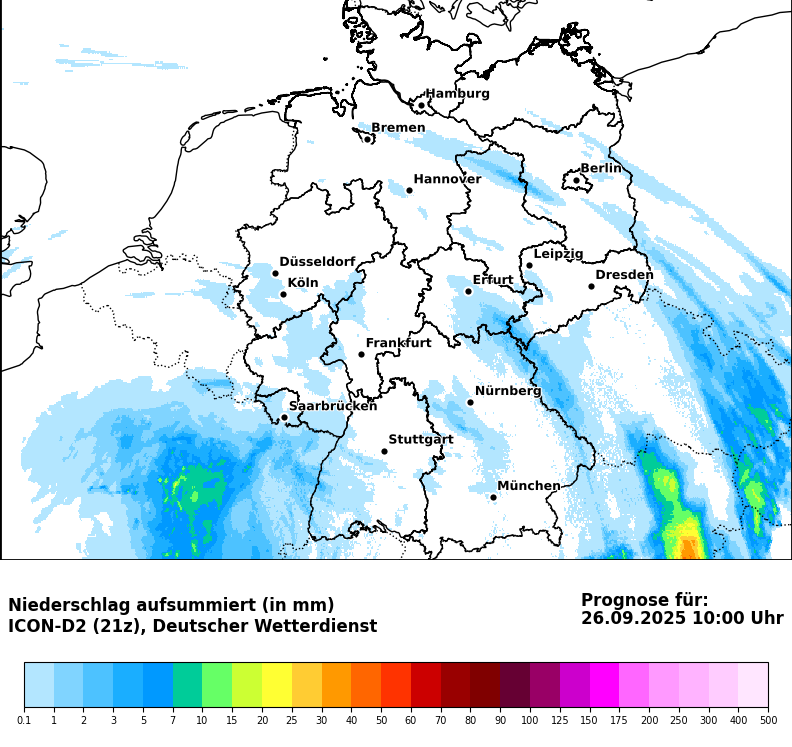 Hamburg
Bremen
Berlin
Hannover
Leipzig
Düsseldorf
Dresden
Köln
Erfurt
Frankfurt
Nürnberg
Saarbrücken
Stuttgart
München
Niederschlag aufsummiert (in mm)
ICON-D2 (21z), Deutscher Wetterdienst
Prognose für:
26.09.2025 10:00 Uhr
0.1 1 2 3 5 7 10 15 20 25 30 40 50 60 70 80 90 100 125 150 175 200 250 300 400 500